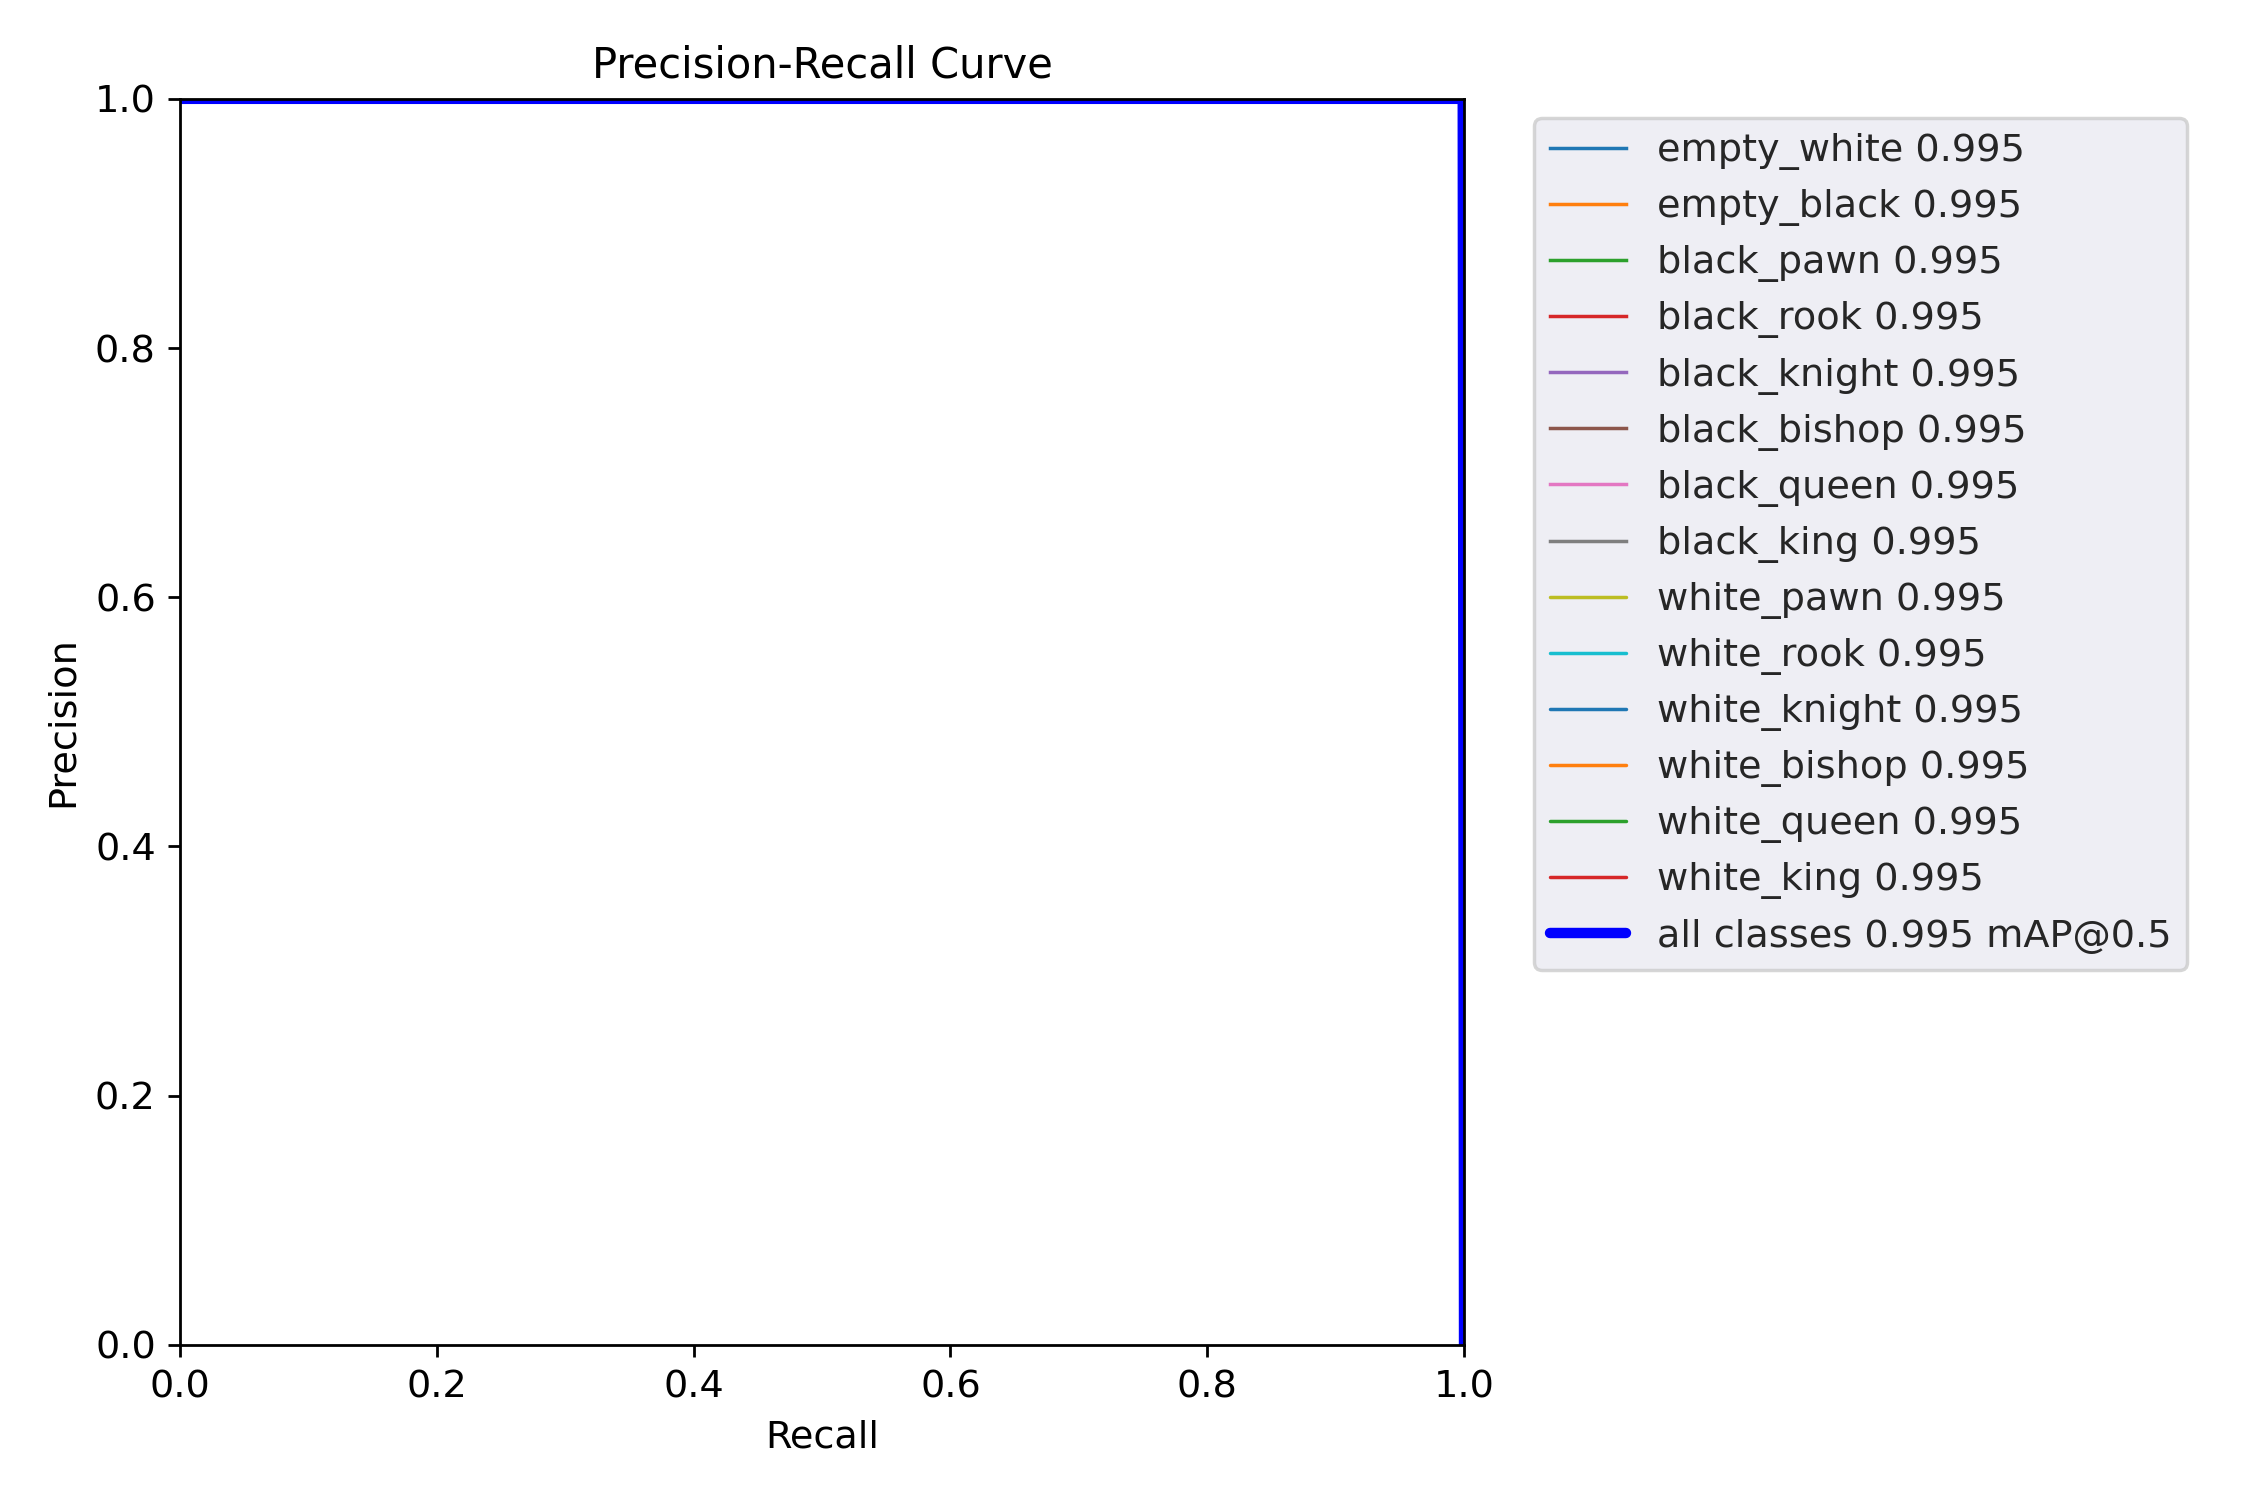 Precision-Recall Curve
1.0
0.8
0.6
0.4
0.2
0.0
Precision
0.0 0.2 0.4 0.6 0.8 1.0
Recall
empty_white 0.995
empty_black 0.995
black_pawn 0.995
black_rook 0.995
black_knight 0.995
black_bishop 0.995
black_queen 0.995
black_king 0.995
white_pawn 0.995
white_rook 0.995
white_knight 0.995
white_bishop 0.995
white_queen 0.995
white_king 0.995
all classes 0.995 mAP@0.5